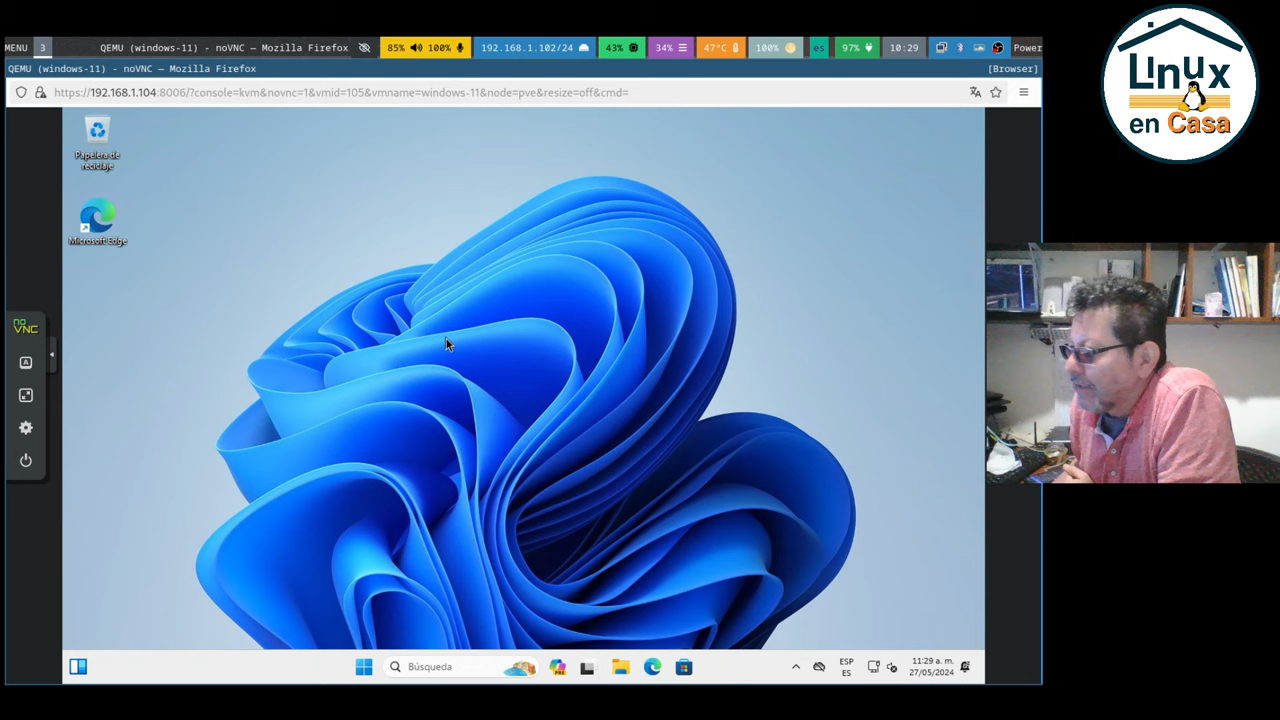 MENU 3 QEMU (windows-11) - noVNC — Mozilla Firefox 85% 100% 192.168.1.102/24 43% 34% 47°C 100% es 97% 10:29 Power
QEMU (windows-11) - noVNC — Mozilla Firefox [Browser]
https://192.168.1.104:8006/?console=kvm&novnc=1&vmid=105&vmname=windows-11&node=pve&resize=off&cmd=
Linux
en Casa
Papelera de
reciclaje
Microsoft Edge
no
VNC
A
Búsqueda
PRE
ESP
ES
11:29 a. m.
27/05/2024